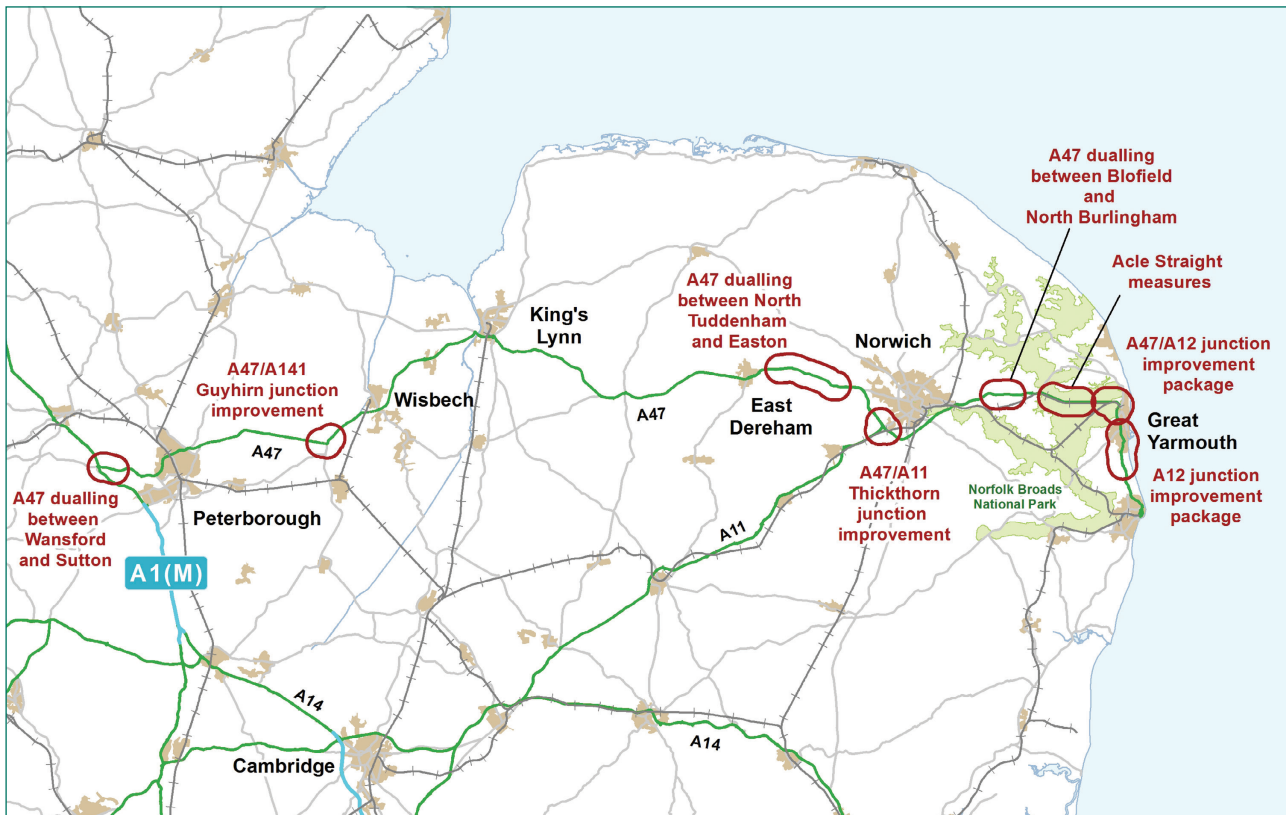 A47 dualling
between Blofield
and
North Burlingham
Acle Straight
measures
A47 dualling
between North
Tuddenham
and Easton
King's
Lynn
Norwich
A47/A12 junction
improvement
package
A47/A141
Guyhirn junction
improvement
Wisbech
A47
East
Dereham
Great
Yarmouth
A47
A47 dualling
between
Wansford
and Sutton
Peterborough
A47/A11
Thickthorn
junction
improvement
Norfolk Broads
National Park
A12 junction
improvement
package
A11
A1(M)
A14
A14
Cambridge